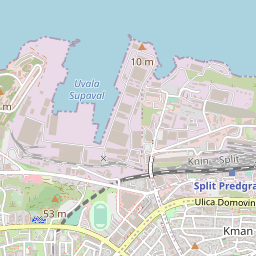 10 m
Uvala
Supaval
m
Knin - Split
Split Predgra
Ulica Domovin
53 m
Kman